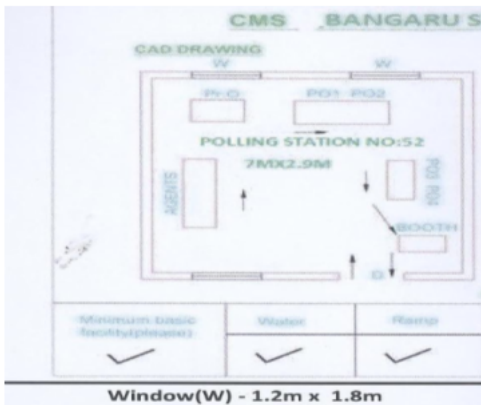 CMS BANGARU S
CAD DRAWING
W W
Pr.O PO1 PO2
POLLING STATION NO:52
7MX2.9M
AGENTS
PO3 PO4
BOOTH
D
Minimum basic Water Ramp
facility(please)
Window(W) - 1.2m x 1.8m